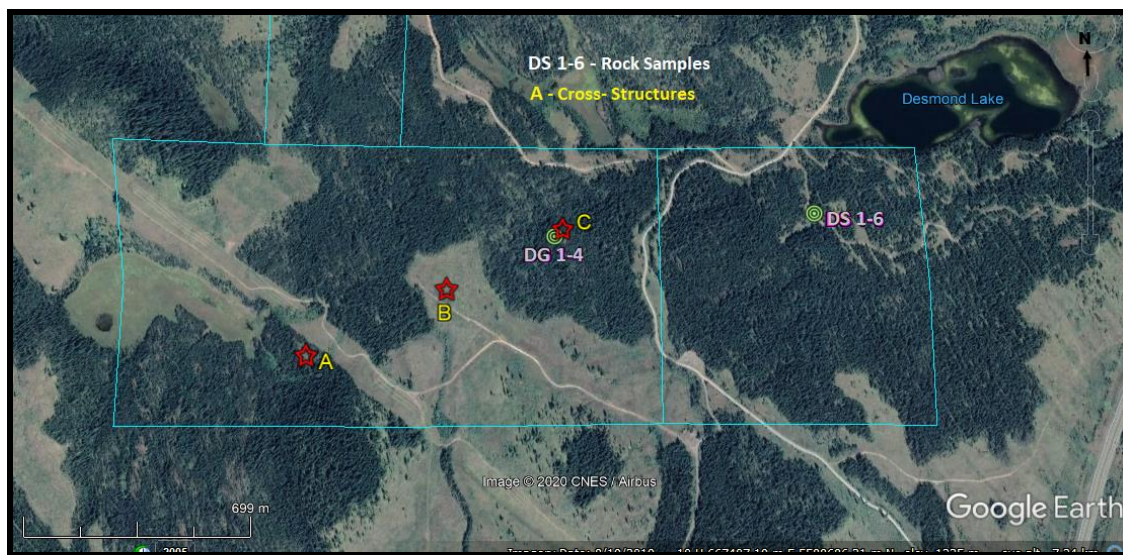 DS 1-6 - Rock Samples
A - Cross- Structures
N
Desmond Lake
DS 1-6
C
DG 1-4
B
A
Image © 2020 CNES / Airbus
699 m
Google Earth
2005